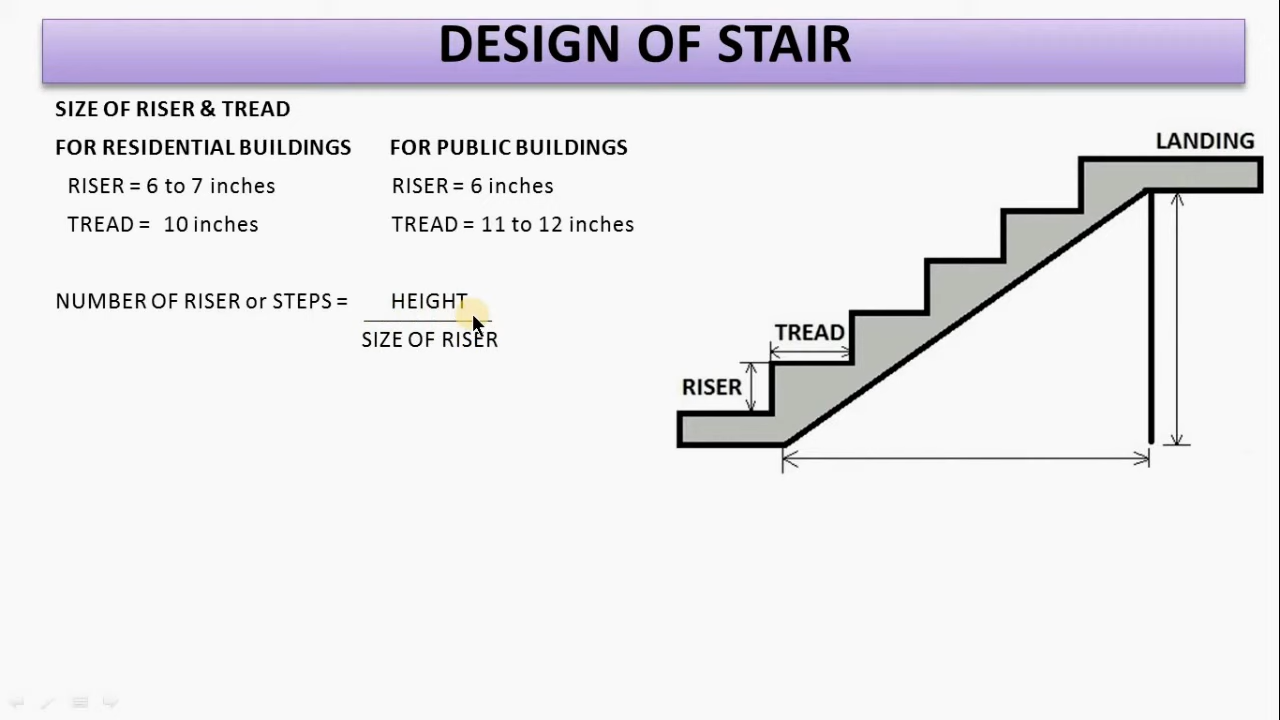 DESIGN OF STAIR
SIZE OF RISER & TREAD
FOR RESIDENTIAL BUILDINGS
RISER = 6 to 7 inches
TREAD = 10 inches
FOR PUBLIC BUILDINGS
RISER = 6 inches
TREAD = 11 to 12 inches
NUMBER OF RISER or STEPS = HEIGHT
SIZE OF RISER
LANDING
TREAD
RISER